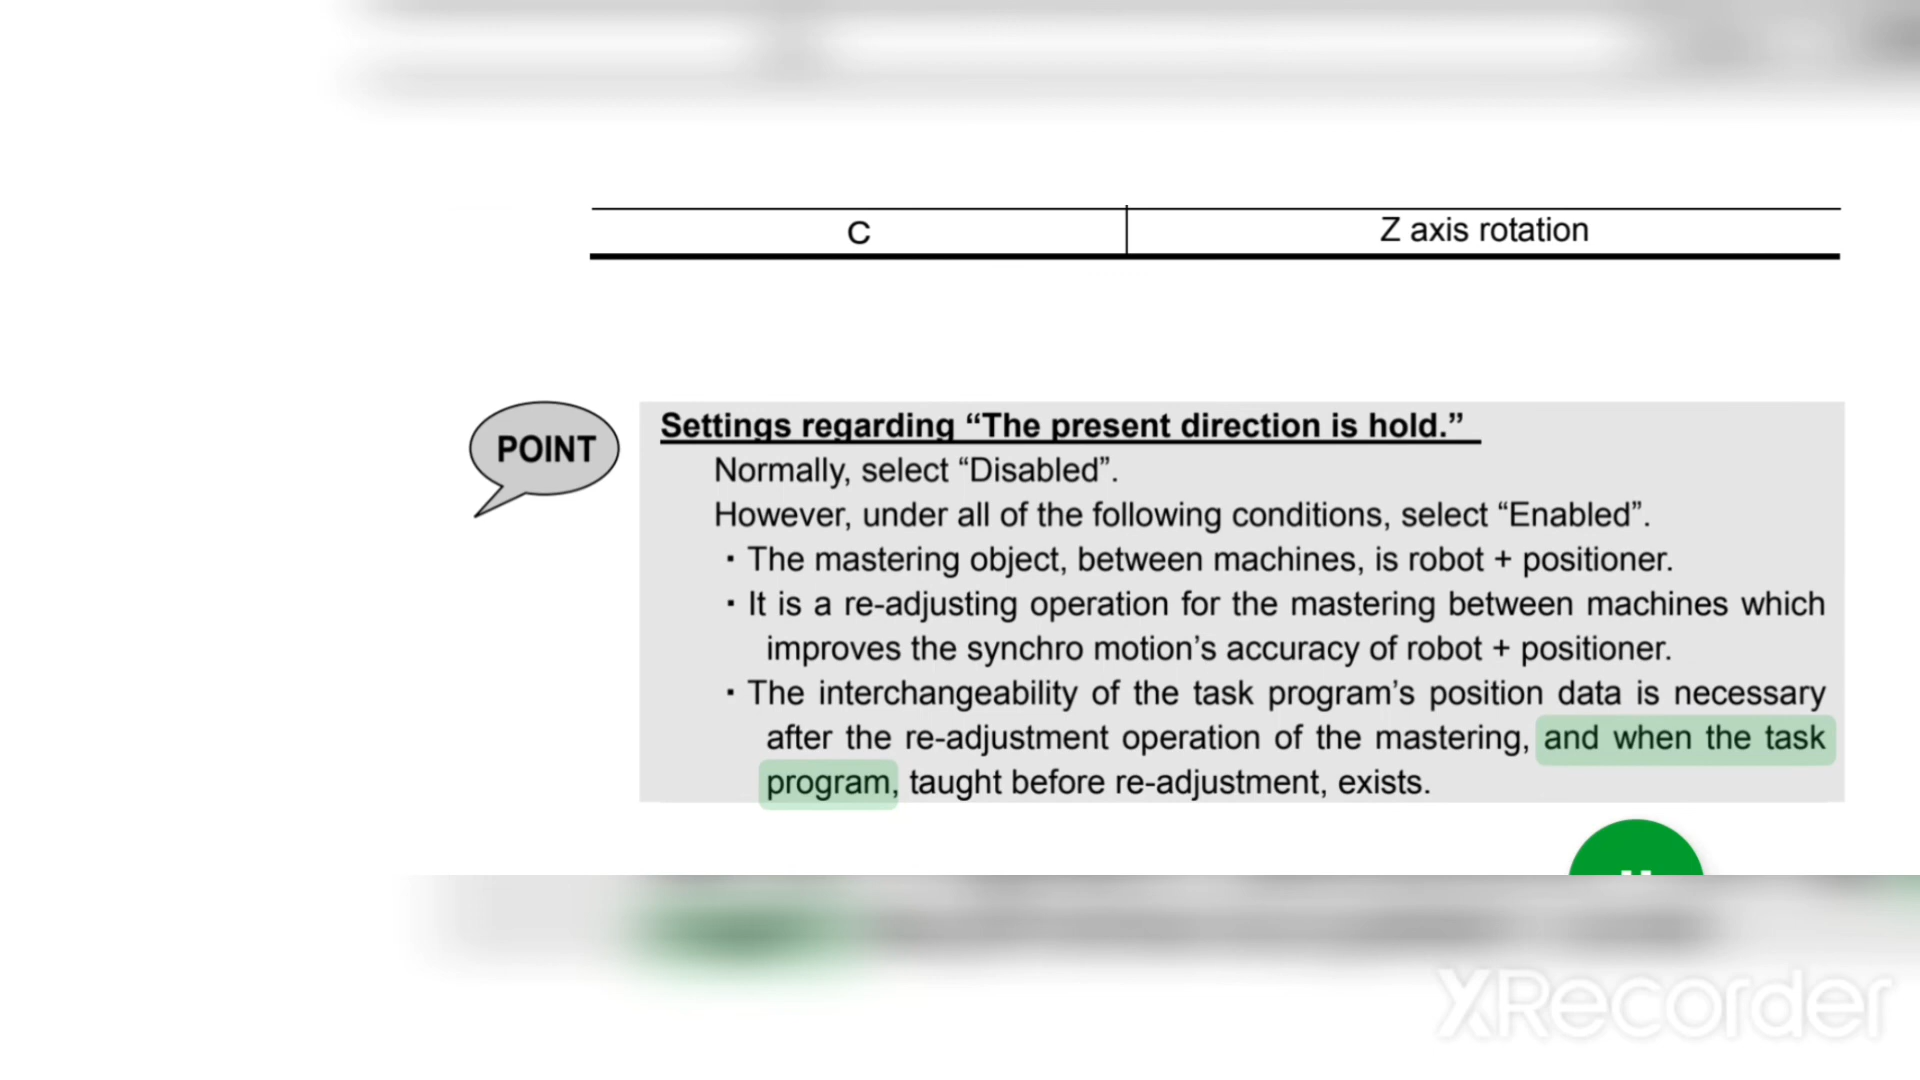 C Z axis rotation
POINT
Settings regarding “The present direction is hold.”
Normally, select “Disabled”.
However, under all of the following conditions, select “Enabled”.
・The mastering object, between machines, is robot + positioner.
・It is a re-adjusting operation for the mastering between machines which
improves the synchro motion’s accuracy of robot + positioner.
・The interchangeability of the task program’s position data is necessary
after the re-adjustment operation of the mastering, and when the task
program, taught before re-adjustment, exists.
XRecorder